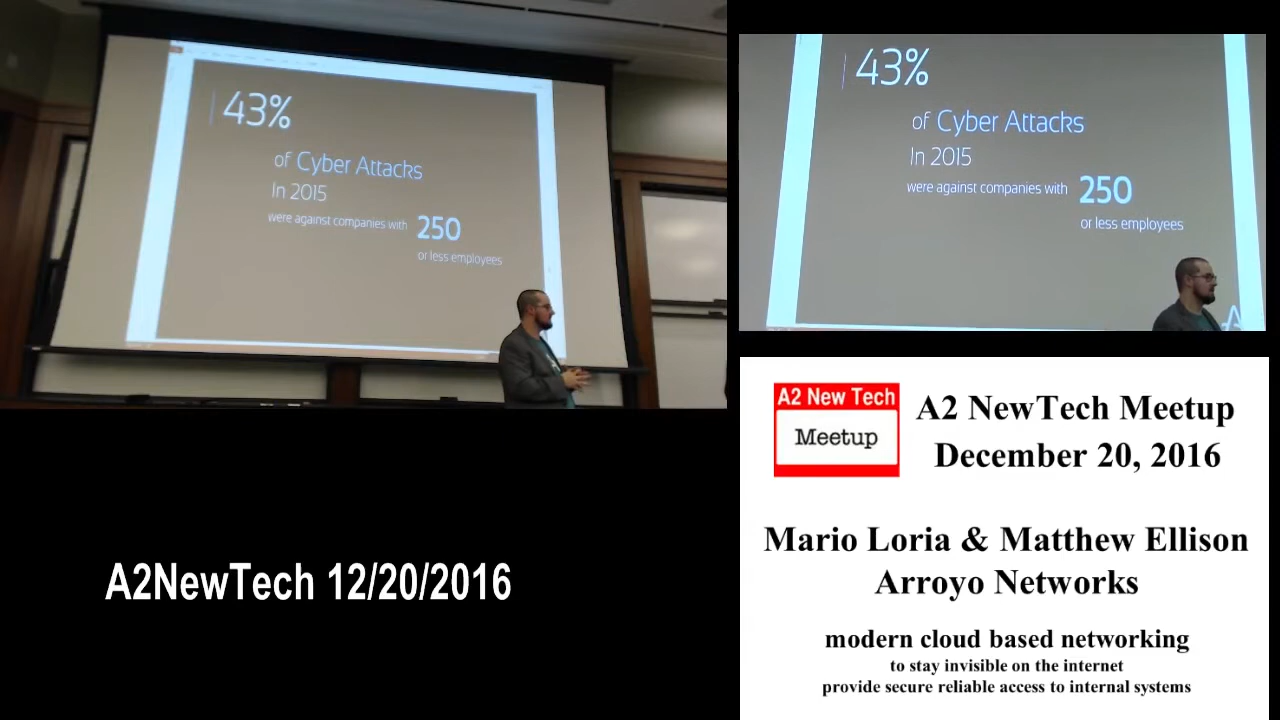 43%
of Cyber Attacks
In 2015
were against companies with 250
or less employees
43%
of Cyber Attacks
In 2015
were against companies with 250
or less employees
A2 New Tech
Meetup
A2 NewTech Meetup
December 20, 2016
Mario Loria & Matthew Ellison
Arroyo Networks
modern cloud based networking
to stay invisible on the internet
provide secure reliable access to internal systems
A2NewTech 12/20/2016